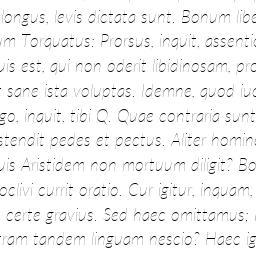 longus, levis dictata sunt. Bonum libe
um Torquatus: Prorsus, inquit, assentio
uis est, qui non oderit libidinosam, pro
t sane ista voluptas. Idemne, quod iuc
go, inquit, tibi Q. Quae contraria sunt
stendit pedes et pectus. Aliter homine
uis Aristidem non mortuum diligit? Bo
oclivi currit oratio. Cur igitur, inquam,
certe gravius. Sed haec omittamus;
ram tandem linguam nescio? Haec ig